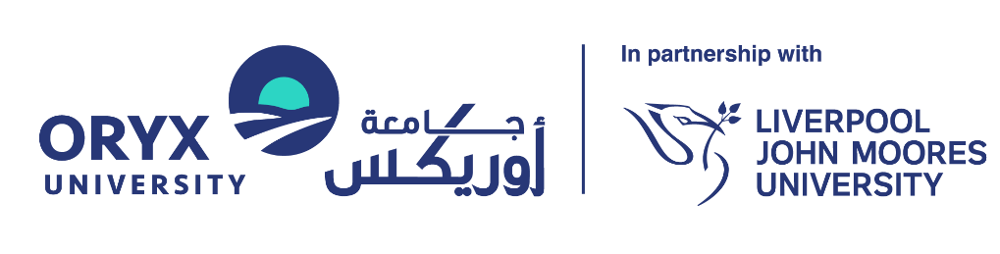 ORYX
UNIVERSITY
جامعة
أوريكس
In partnership with
LIVERPOOL
JOHN MOORES
UNIVERSITY